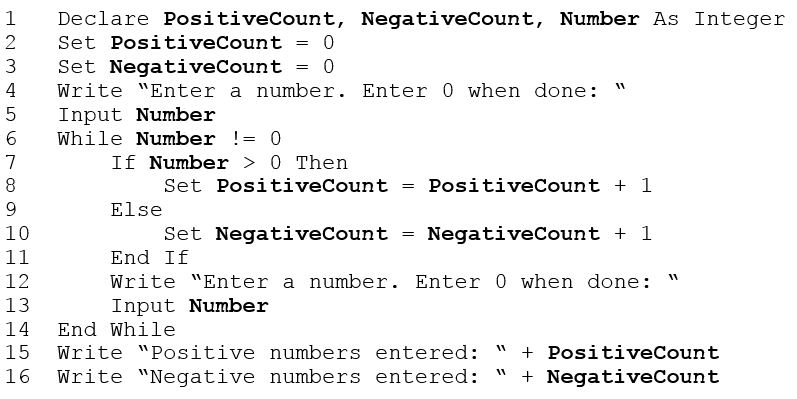 1 Declare PositiveCount, NegativeCount, Number As Integer
2 Set PositiveCount = 0
3 Set NegativeCount = 0
4 Write “Enter a number. Enter 0 when done: “
5 Input Number
6 While Number != 0
7 If Number > 0 Then
8 Set PositiveCount = PositiveCount + 1
9 Else
10 Set NegativeCount = NegativeCount + 1
11 End If
12 Write “Enter a number. Enter 0 when done: “
13 Input Number
14 End While
15 Write “Positive numbers entered: “ + PositiveCount
16 Write “Negative numbers entered: “ + NegativeCount